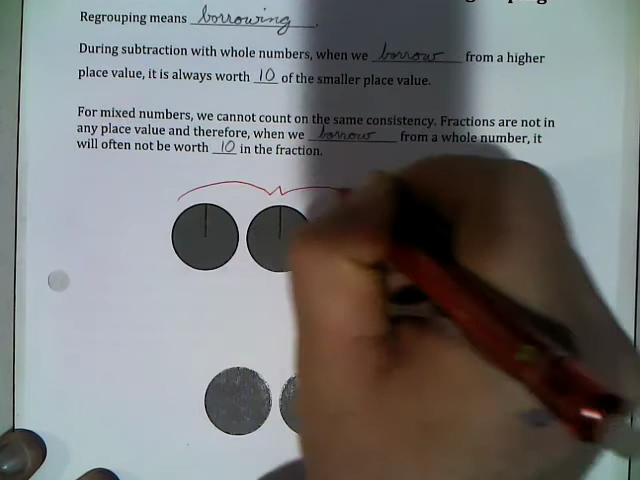 Regrouping means borrowing.
During subtraction with whole numbers, when we borrow from a higher
place value, it is always worth 10 of the smaller place value.
For mixed numbers, we cannot count on the same consistency. Fractions are not in
any place value and therefore, when we borrow from a whole number, it
will often not be worth 10 in the fraction.